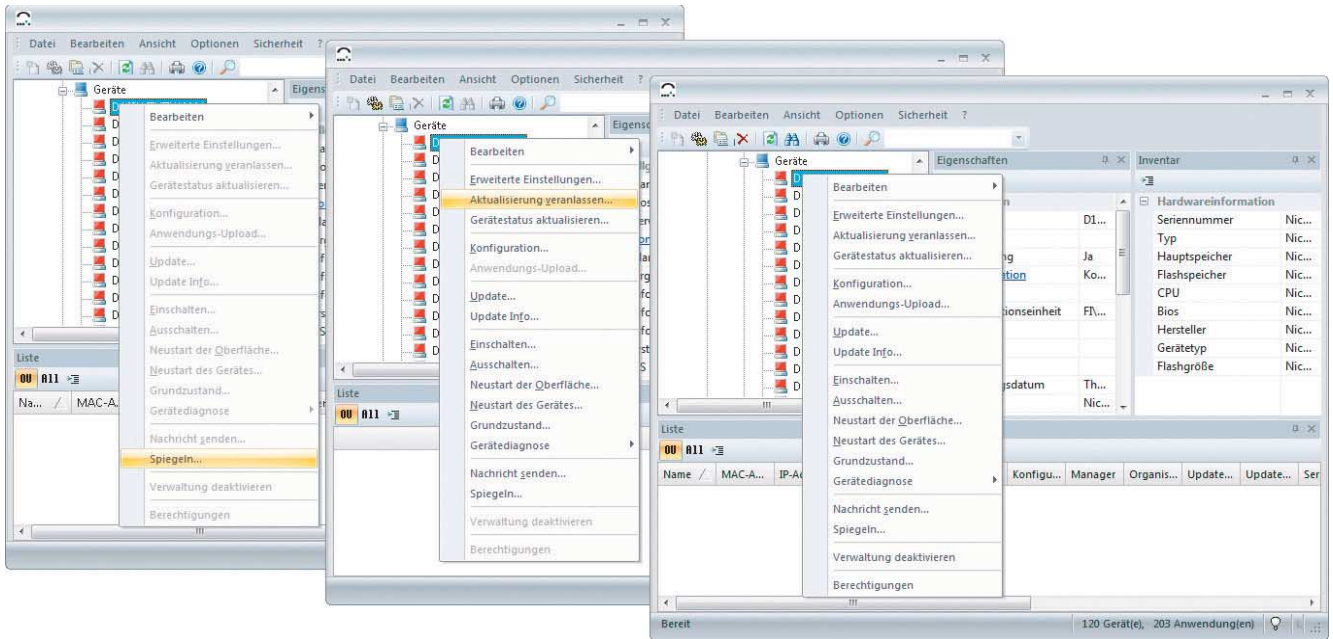 Datei Bearbeiten Ansicht Optionen Sicherheit ?
Geräte
Bearbeiten
Erweiterte Einstellungen...
Aktualisierung veranlassen...
Gerätestatus aktualisieren...
Konfiguration...
Anwendungs-Upload...
Update...
Update Info...
Einschalten...
Ausschalten...
Neustart der Oberfläche...
Neustart des Gerätes...
Grundzustand...
Gerätediagnose
Nachricht senden...
Spiegeln...
Verwaltung deaktivieren
Berechtigungen
Liste
OU All
Na... MAC-A
Datei Bearbeiten Ansicht Optionen Sicherheit ?
Geräte
Bearbeiten
Erweiterte Einstellungen...
Aktualisierung veranlassen...
Gerätestatus aktualisieren...
Konfiguration...
Anwendungs-Upload...
Update...
Update Info...
Einschalten...
Ausschalten...
Neustart der Oberfläche...
Neustart des Gerätes...
Grundzustand...
Gerätediagnose
Nachricht senden...
Spiegeln...
Verwaltung deaktivieren
Berechtigungen
Liste
OU All
Datei Bearbeiten Ansicht Optionen Sicherheit ?
Geräte
Bearbeiten
Erweiterte Einstellungen...
Aktualisierung veranlassen...
Gerätestatus aktualisieren...
Konfiguration...
Anwendungs-Upload...
Update...
Update Info...
Einschalten...
Ausschalten...
Neustart der Oberfläche...
Neustart des Gerätes...
Grundzustand...
Gerätediagnose
Nachricht senden...
Spiegeln...
Verwaltung deaktivieren
Berechtigungen
Eigenschaften
D1...
Ja
Ko...
ionseinheit FI\...
gsdatum Th...
Nic...
Inventar
Hardwareinformation
Seriennummer Nic...
Typ Nic...
Hauptspeicher Nic...
Flashspeicher Nic...
CPU Nic...
Bios Nic...
Hersteller Nic...
Gerätetyp Nic...
Flashgröße Nic...
Liste
OU All
Name MAC-A... IP-Ad Konfigu... Manager Organis... Update... Update... Ser
Bereit 120 Gerät(e), 203 Anwendung(en)